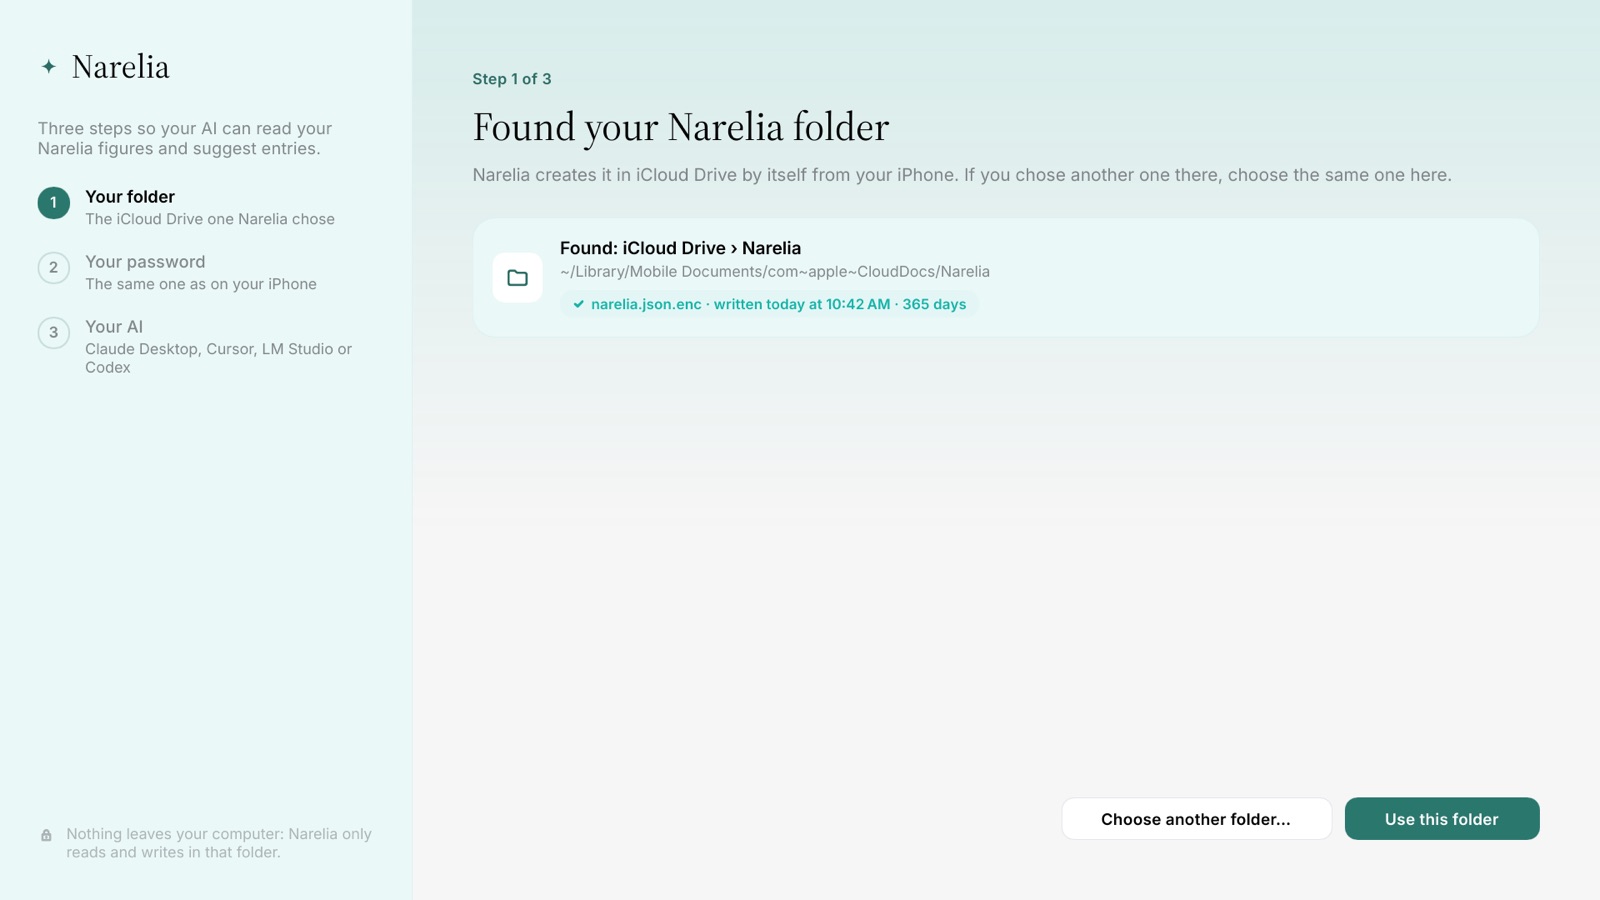 Narelia
Three steps so your AI can read your
Narelia figures and suggest entries.
1
Your folder
The iCloud Drive one Narelia chose
2
Your password
The same one as on your iPhone
3
Your AI
Claude Desktop, Cursor, LM Studio or
Codex
Nothing leaves your computer: Narelia only
reads and writes in that folder.
Step 1 of 3
Found your Narelia folder
Narelia creates it in iCloud Drive by itself from your iPhone. If you chose another one there, choose the same one here.
Found: iCloud Drive › Narelia
~/Library/Mobile Documents/com~apple~CloudDocs/Narelia
narelia.json.enc · written today at 10:42 AM · 365 days
Choose another folder…
Use this folder